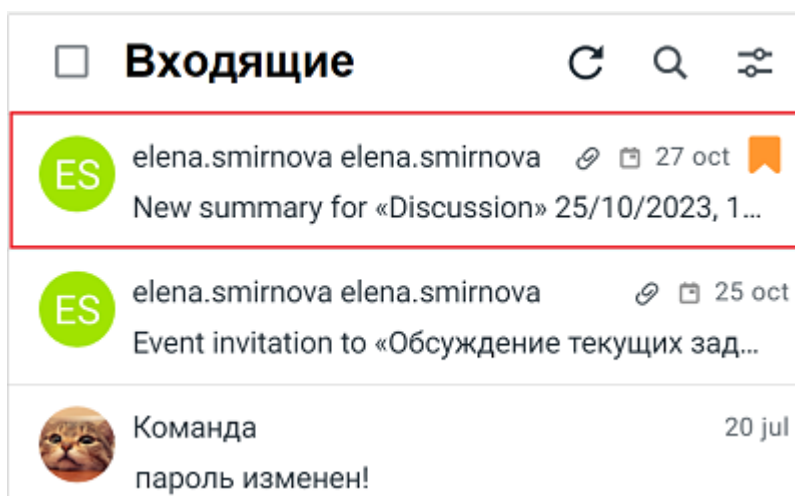 Входящие
ES
elena.smirnova elena.smirnova 27 oct
New summary for «Discussion» 25/10/2023, 1...
ES
elena.smirnova elena.smirnova 25 oct
Event invitation to «Обсуждение текущих зад...
Команда 20 jul
пароль изменен!